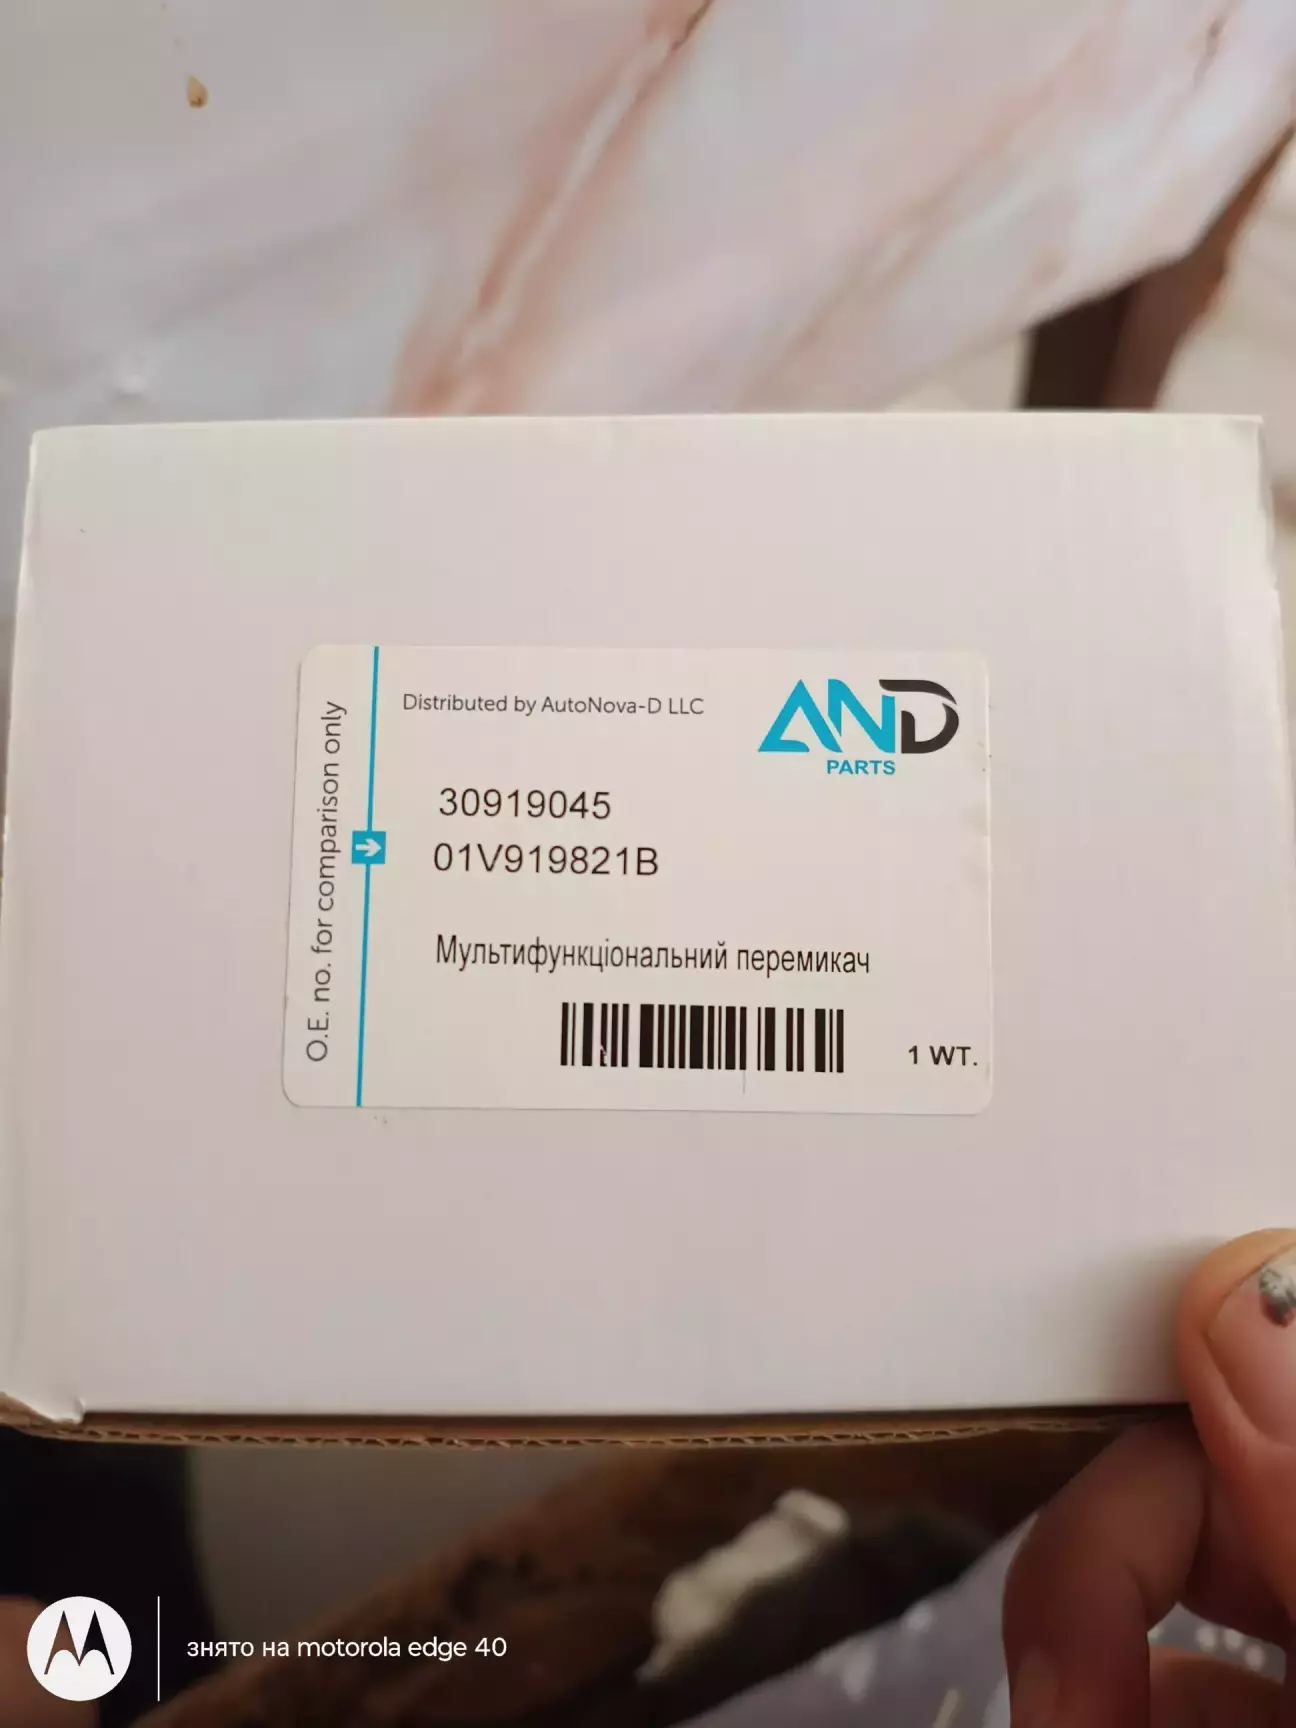 Distributed by AutoNova-D LLC
AND
PARTS
O.E. no. for comparison only
30919045
01V919821B
Мультифункціональний перемикач
1 WT.
знято на motorola edge 40